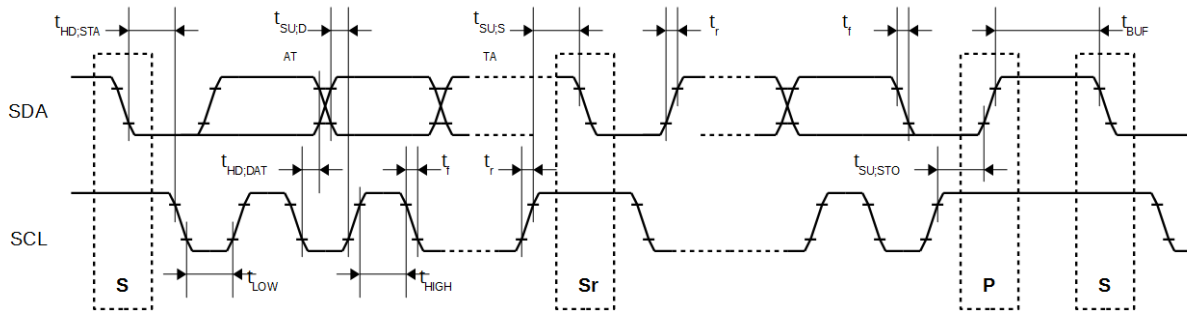 tHD;STA
tSU;D
AT
tSU;S
TA
tr
tf
tBUF
SDA
tHD;DAT
tf
tr
tSU;STO
SCL
tLOW
tHIGH
S
Sr
P
S